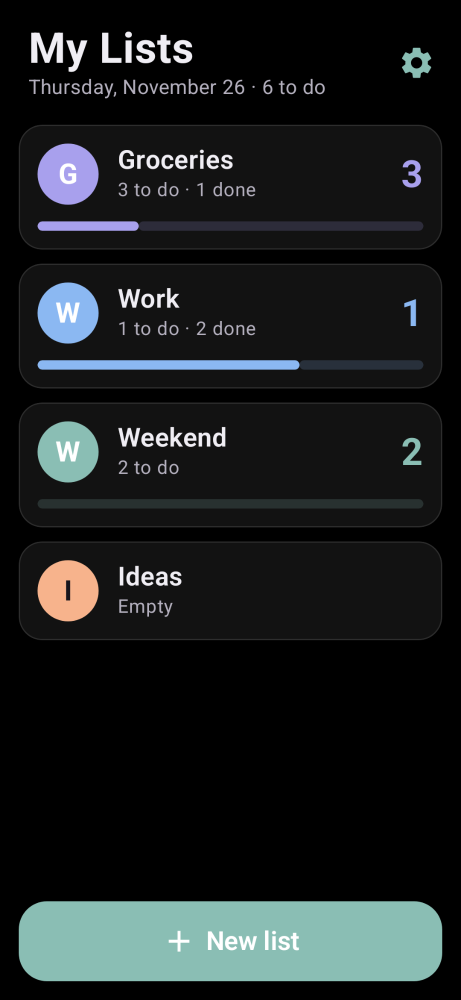 My Lists
Thursday, November 26 · 6 to do
G
Groceries
3 to do · 1 done
3
W
Work
1 to do · 2 done
1
W
Weekend
2 to do
2
I
Ideas
Empty
+ New list